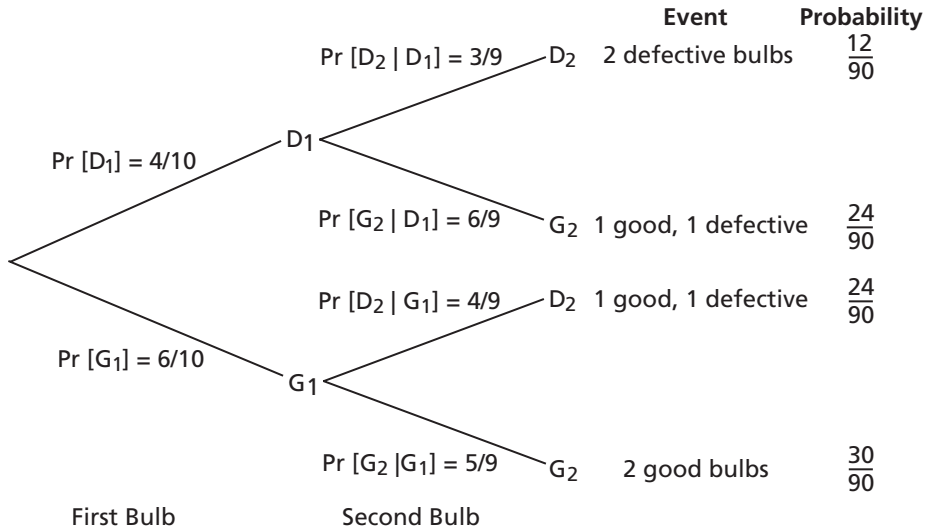 Event Probability
Pr [D₂ | D₁] = 3/9 D₂ 2 defective bulbs 12/90
D₁
Pr [D₁] = 4/10
Pr [G₂ | D₁] = 6/9 G₂ 1 good, 1 defective 24/90
Pr [D₂ | G₁] = 4/9 D₂ 1 good, 1 defective 24/90
Pr [G₁] = 6/10
G₁
Pr [G₂ |G₁] = 5/9 G₂ 2 good bulbs 30/90
First Bulb Second Bulb